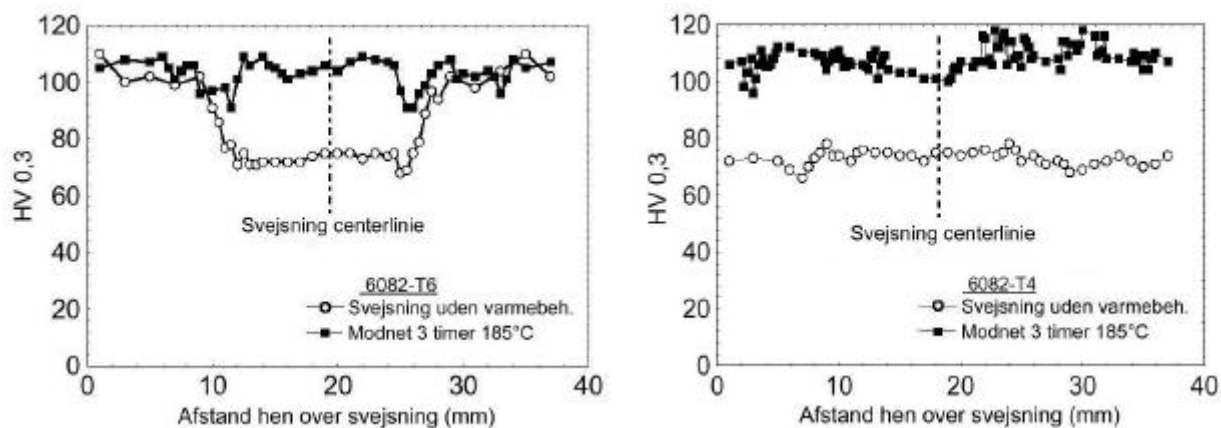 120
100
80
60
40
20
0
HV 0,3
Svejsning centerlinie
6082-T6
Svejsning uden varmebeh.
Modnet 3 timer 185°C
0 10 20 30 40
Afstand hen over svejsning (mm)
120
100
80
60
40
20
0
HV 0,3
Svejsning centerlinie
6082-T4
Svejsning uden varmebeh.
Modnet 3 timer 185°C
0 10 20 30 40
Afstand hen over svejsning (mm)